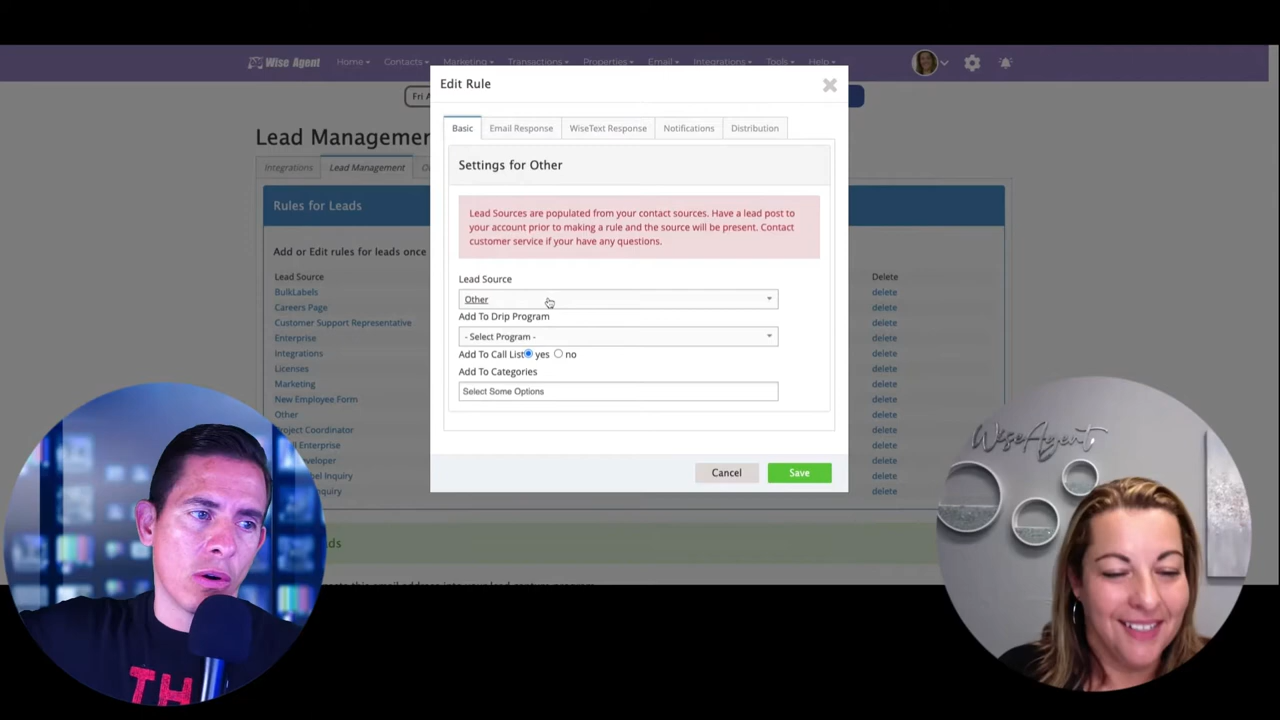 Wise Agent
Home Contacts Marketing Transactions Properties Email Integrations Tools Help
Edit Rule
Fri
Lead Management
Basic Email Response WiseText Response Notifications Distribution
Integrations Lead Management
Settings for Other
Rules for Leads
Lead Sources are populated from your contact sources. Have a lead post to
your account prior to making a rule and the source will be present. Contact
customer service if your have any questions.
Add or Edit rules for leads once
Lead Source Delete
Lead Source
BulkLabels delete
Other
Careers Page delete
Add To Drip Program
Customer Support Representative delete
- Select Program -
Enterprise delete
Add To Call List yes no
Integrations delete
Add To Categories
Licenses delete
Select Some Options
Marketing delete
New Employee Form delete
Other delete
Project Coordinator delete
Enterprise delete
delete
Inquiry delete
delete
Cancel Save
WiseAgent
TH